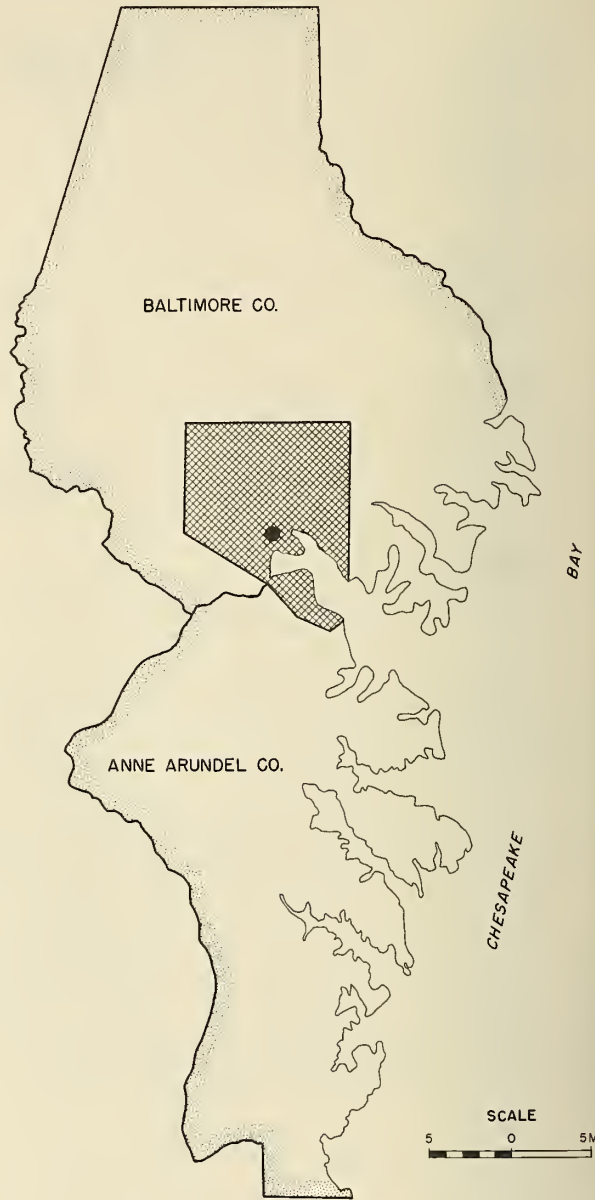 BALTIMORE CO.
BAY
ANNE ARUNDEL CO.
CHESAPEAKE
SCALE
5 0 5M